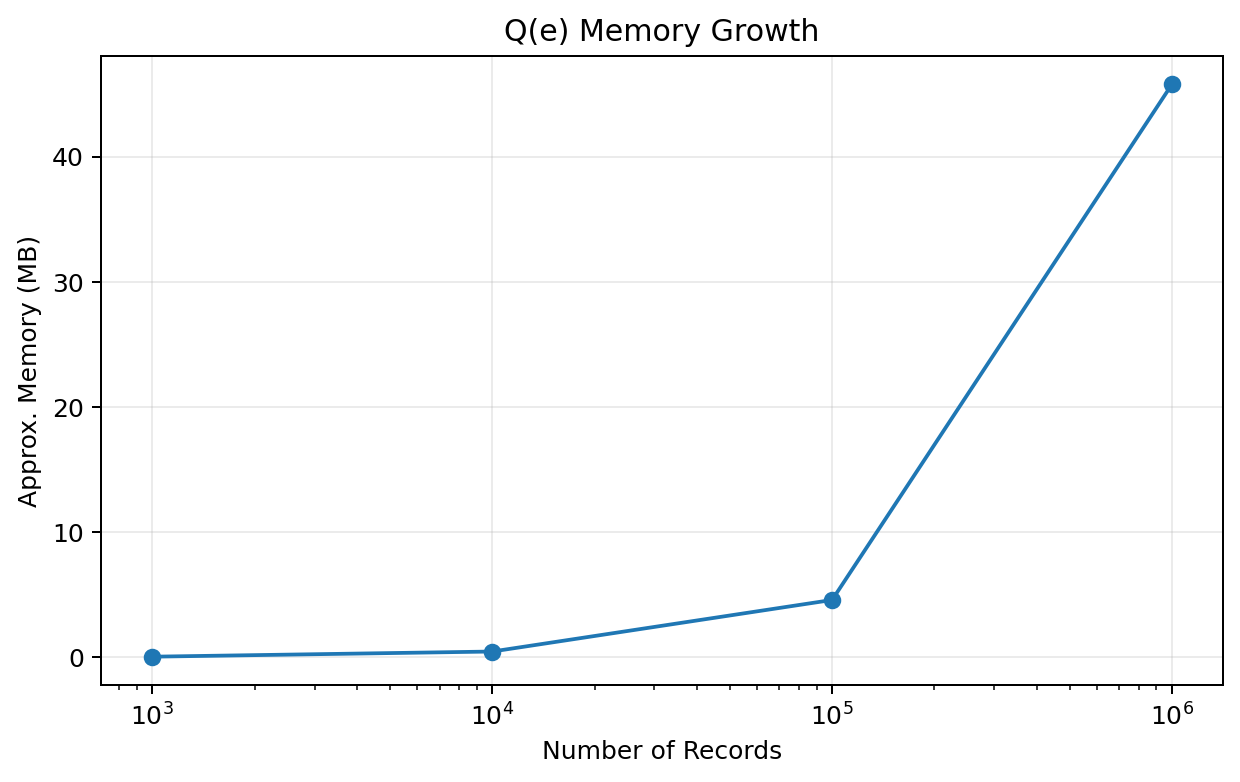 Q(e) Memory Growth
Approx. Memory (MB)
40
30
20
10
0
10³ 10⁴ 10⁵ 10⁶
Number of Records